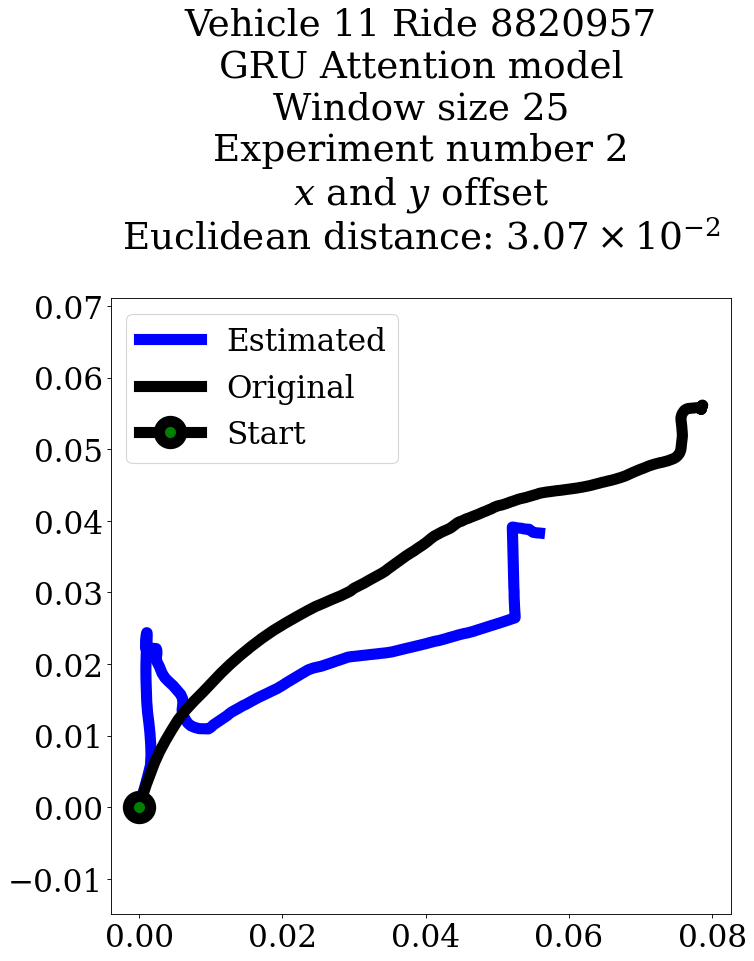 Vehicle 11 Ride 8820957
GRU Attention model
Window size 25
Experiment number 2
x and y offset
Euclidean distance: 3.07 × 10⁻²
Estimated
Original
Start
0.07
0.06
0.05
0.04
0.03
0.02
0.01
0.00
−0.01
0.00 0.02 0.04 0.06 0.08